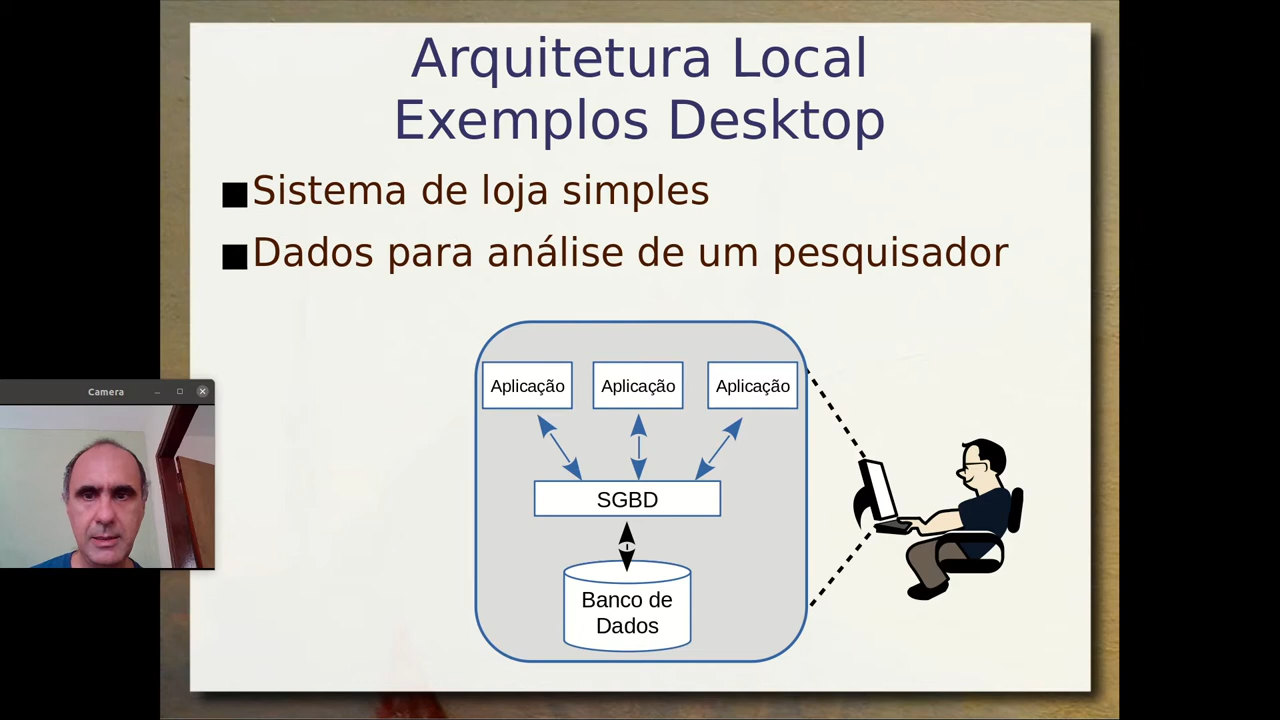 Arquitetura Local
Exemplos Desktop
Sistema de loja simples
Dados para análise de um pesquisador
Camera
Aplicação Aplicação Aplicação
SGBD
Banco de
Dados